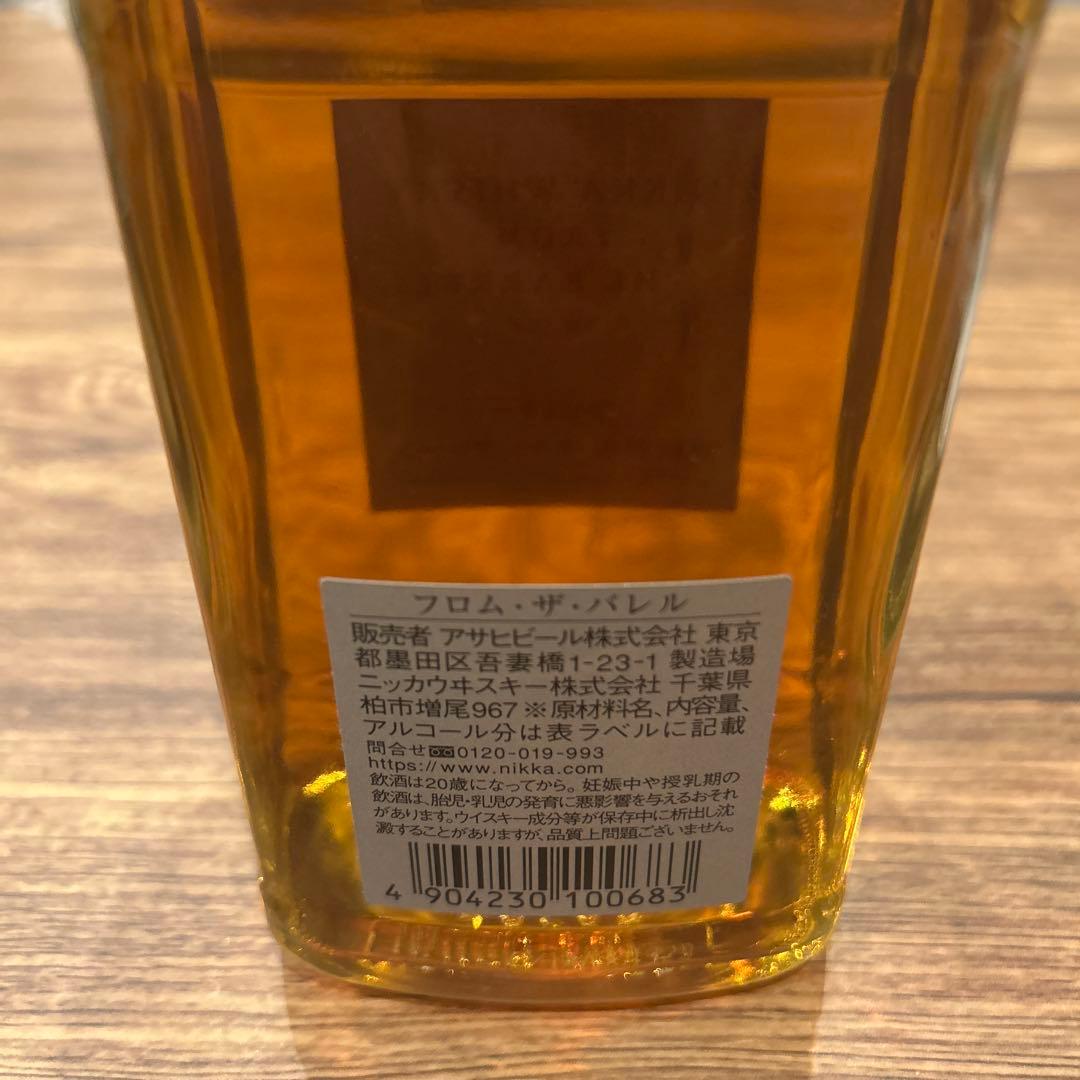 フロム・ザ・バレル
販売者 アサヒビール株式会社 東京
都墨田区吾妻橋1-23-1 製造場
ニッカウヰスキー株式会社 千葉県
柏市増尾967 ※原材料名、内容量、
アルコール分は表ラベルに記載
問合せ 0120-019-993
https://www.nikka.com
飲酒は20歳になってから。妊娠中や授乳期の
飲酒は、胎児・乳児の発育に悪影響を与えるおそれ
があります。ウイスキー成分等が保存中に析出し沈
澱することがありますが、品質上問題ございません。
4 904230 100683